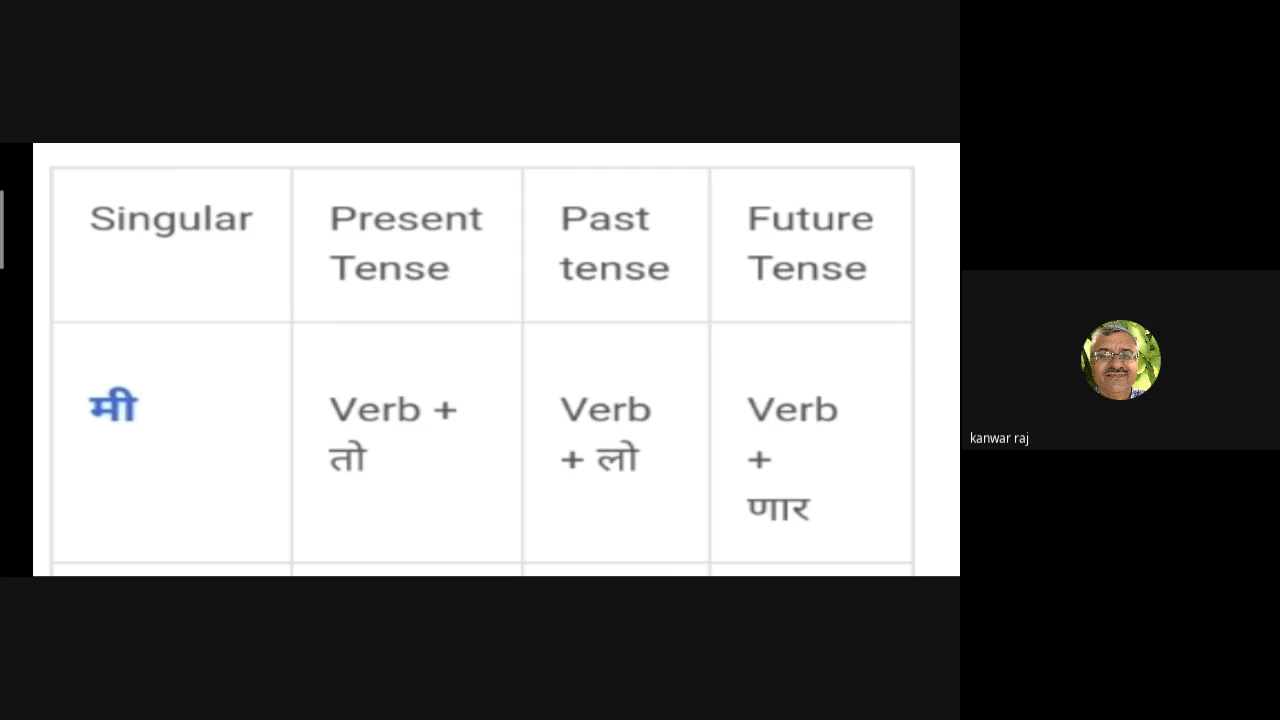 Singular Present Past Future
Tense tense Tense
मी Verb + Verb Verb
तो + लो +
णार
kanwar raj